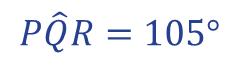 PQ̂R = 105°